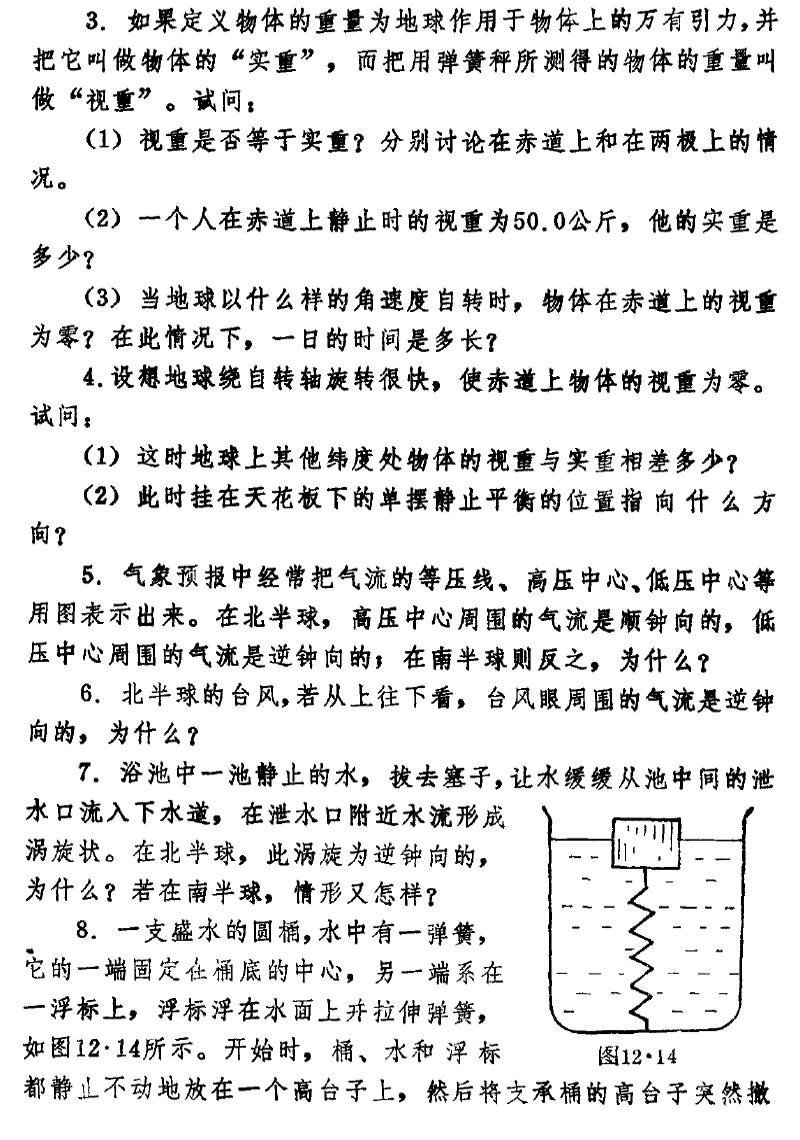 3．如果定义物体的重量为地球作用于物体上的万有引力，并
把它叫做物体的“实重”，而把用弹簧秤所测得的物体的重量叫
做“视重”。试问：
（1）视重是否等于实重？分别讨论在赤道上和在两极上的情
况。
（2）一个人在赤道上静止时的视重为50.0公斤，他的实重是
多少？
（3）当地球以什么样的角速度自转时，物体在赤道上的视重
为零？在此情况下，一日的时间是多长？
4.设想地球绕自转轴旋转很快，使赤道上物体的视重为零。
试问：
（1）这时地球上其他纬度处物体的视重与实重相差多少？
（2）此时挂在天花板下的单摆静止平衡的位置指向什么方
向？
5．气象预报中经常把气流的等压线、高压中心、低压中心等
用图表示出来。在北半球，高压中心周围的气流是顺钟向的，低
压中心周围的气流是逆钟向的；在南半球则反之，为什么？
6．北半球的台风，若从上往下看，台风眼周围的气流是逆钟
向的，为什么？
7．浴池中一池静止的水，拔去塞子，让水缓缓从池中间的泄
水口流入下水道，在泄水口附近水流形成
涡旋状。在北半球，此涡旋为逆钟向的，
为什么？若在南半球，情形又怎样？
8．一支盛水的圆桶，水中有一弹簧，
它的一端固定在桶底的中心，另一端系在
一浮标上，浮标浮在水面上并拉伸弹簧，
如图12·14所示。开始时，桶、水和浮标
都静止不动地放在一个高台子上，然后将支承桶的高台子突然撤
图12·14